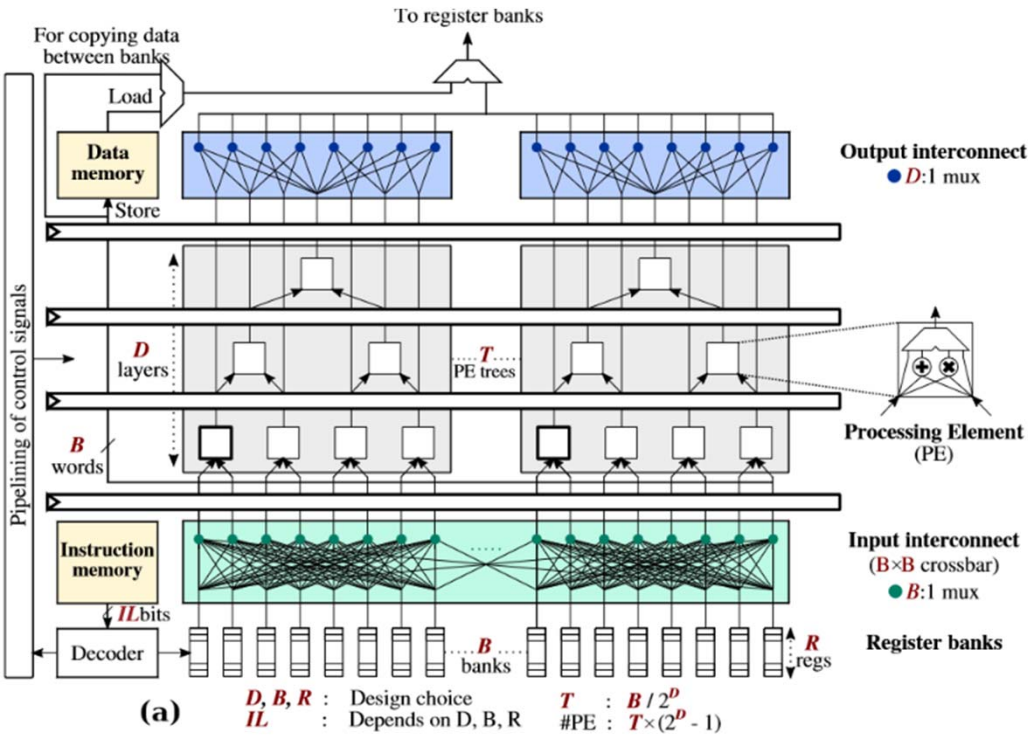 To register banks
For copying data
between banks
Load
Data
memory
Store
Output interconnect
D:1 mux
Pipelining of control signals
D
layers
T
PE trees
B
words
Processing Element
(PE)
Instruction
memory
Input interconnect
(B×B crossbar)
B:1 mux
IL bits
Decoder
B
banks
R
regs
Register banks
(a)
D, B, R : Design choice
IL : Depends on D, B, R
T : B / 2^D
#PE : T×(2^D - 1)